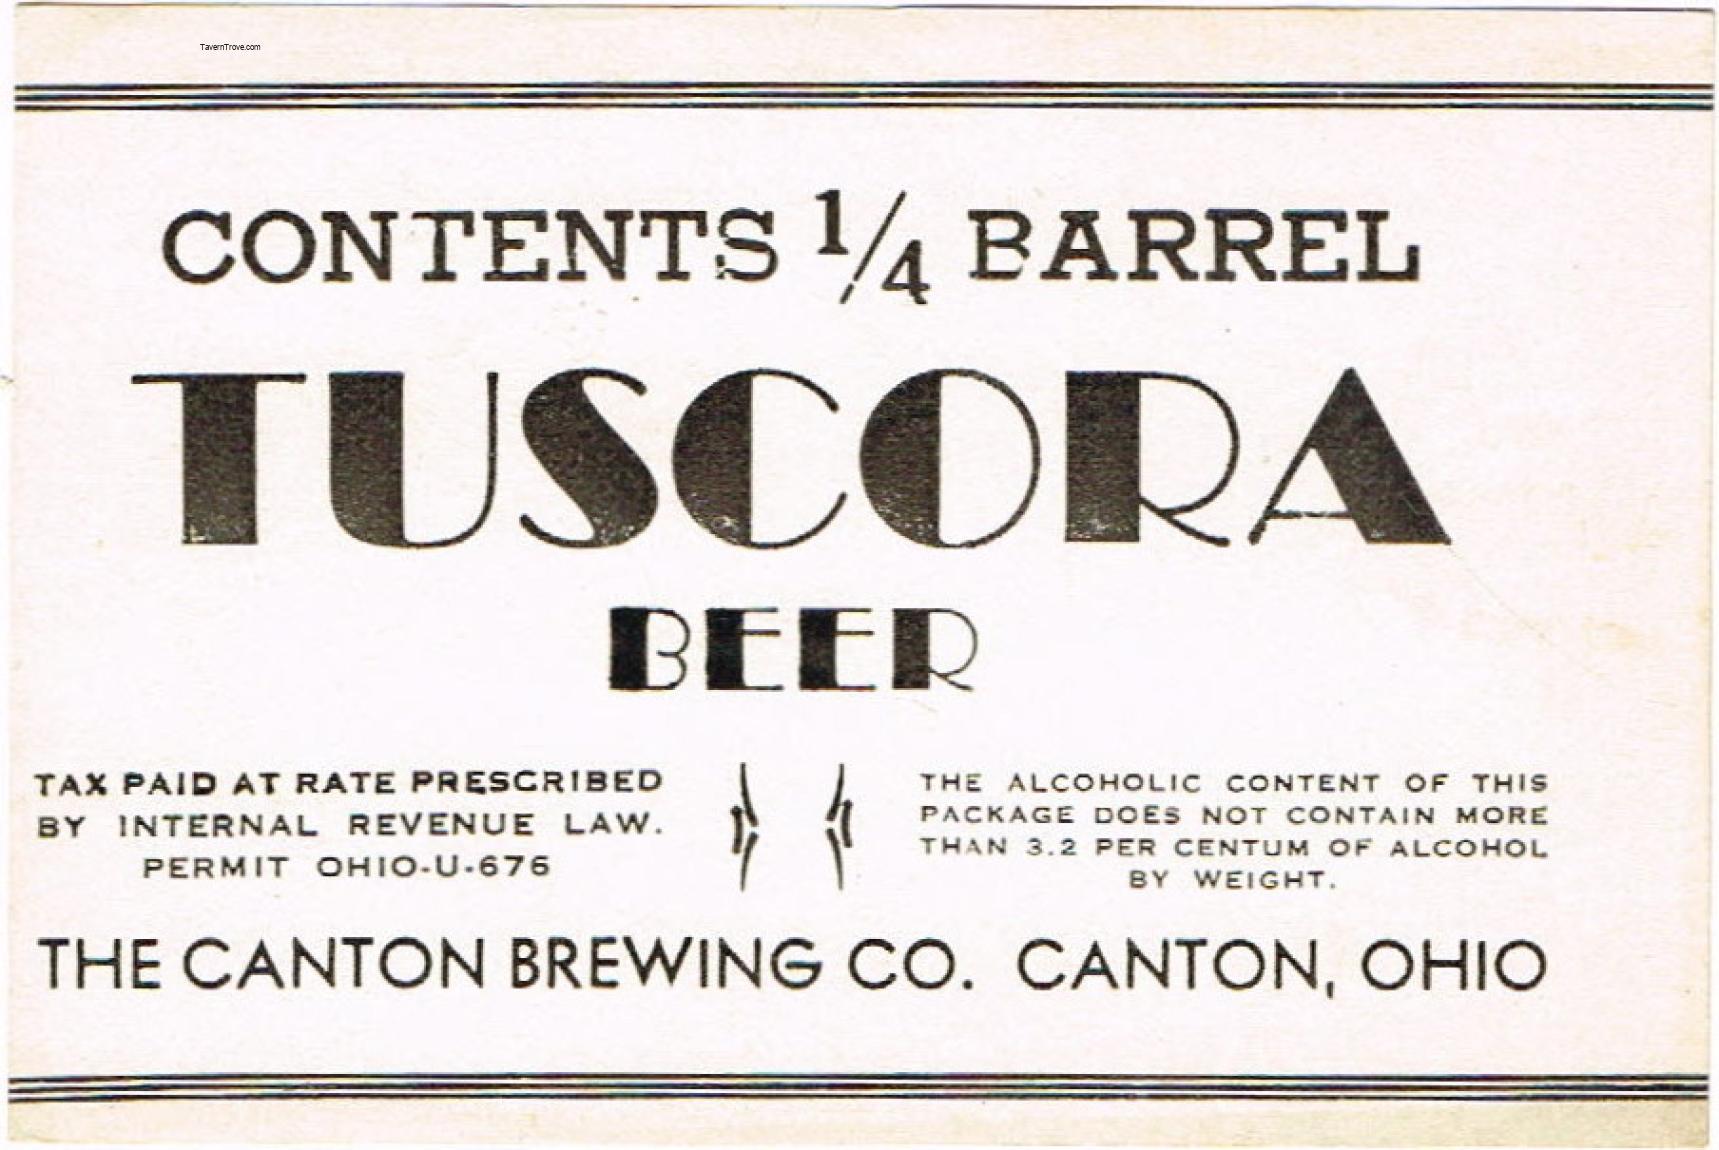 TavernTrove.com
CONTENTS 1/4 BARREL
TUSCORA
BEER
TAX PAID AT RATE PRESCRIBED
BY INTERNAL REVENUE LAW.
PERMIT OHIO-U-676
THE ALCOHOLIC CONTENT OF THIS
PACKAGE DOES NOT CONTAIN MORE
THAN 3.2 PER CENTUM OF ALCOHOL
BY WEIGHT.
THE CANTON BREWING CO. CANTON, OHIO